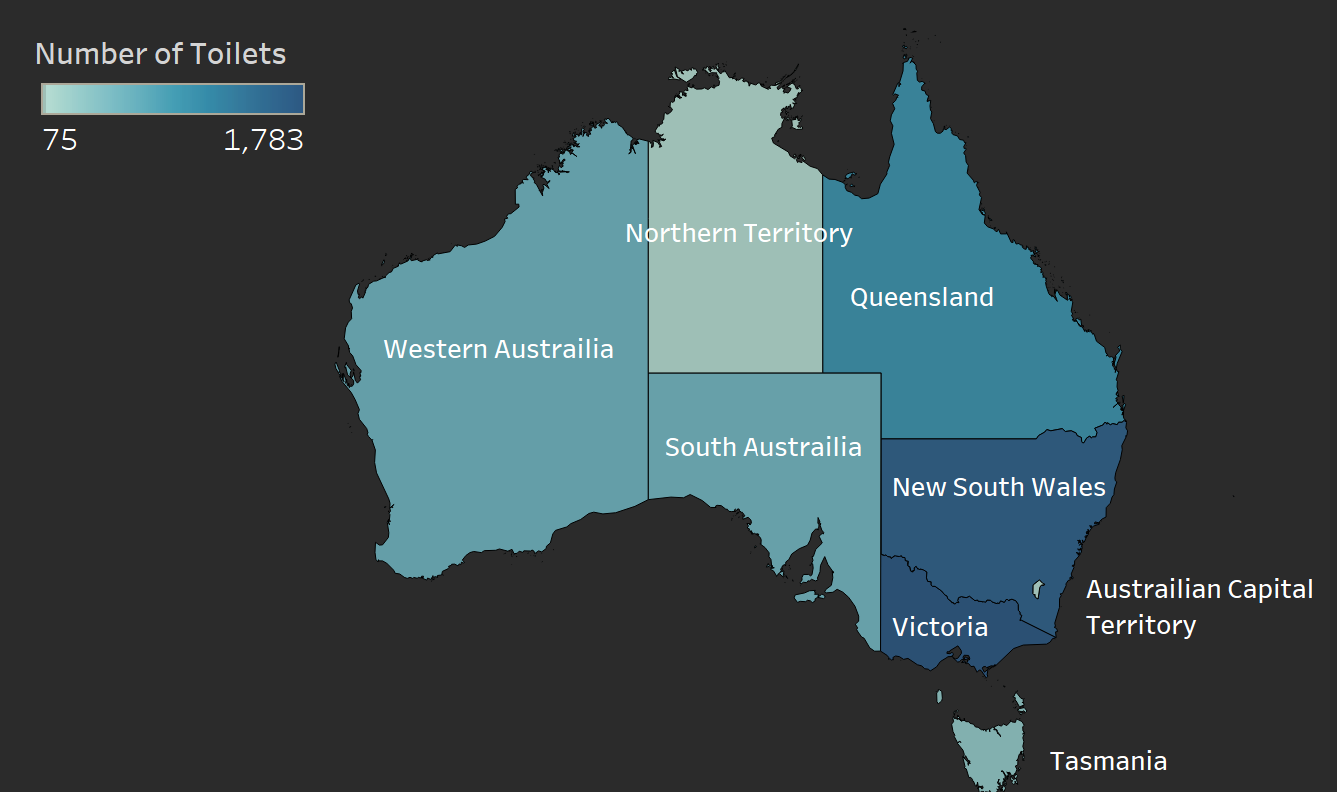 Number of Toilets
75 1,783
Northern Territory
Queensland
Western Austrailia
South Austrailia
New South Wales
Austrailian Capital
Territory
Victoria
Tasmania